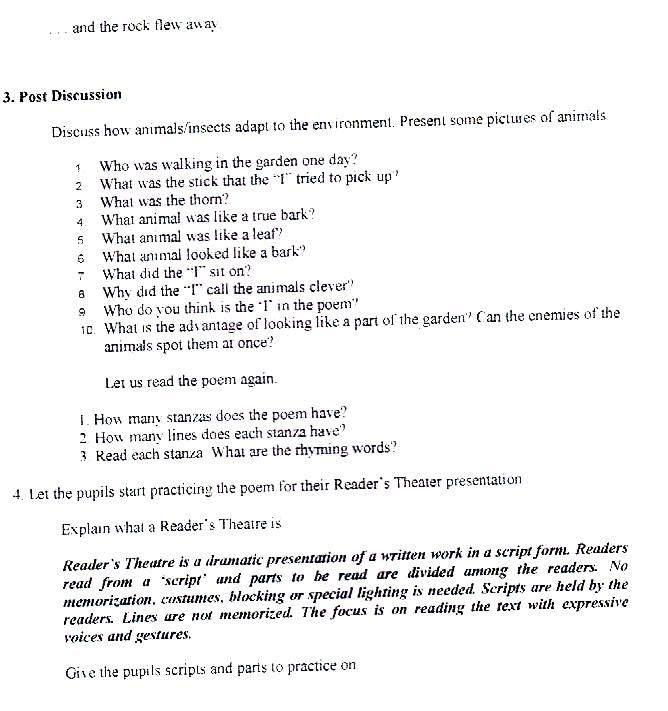 . . . and the rock flew away
3. Post Discussion
Discuss how animals/insects adapt to the environment. Present some pictures of animals
1 Who was walking in the garden one day?
2 What was the stick that the "I" tried to pick up?
3 What was the thorn?
4 What animal was like a true bark?
5 What animal was like a leaf?
6 What animal looked like a bark?
7 What did the "I" sit on?
8 Why did the "I" call the animals clever?
9 Who do you think is the "I" in the poem?
10 What is the advantage of looking like a part of the garden? Can the enemies of the
animals spot them at once?
Let us read the poem again.
1. How many stanzas does the poem have?
2 How many lines does each stanza have?
3 Read each stanza What are the rhyming words?
4. Let the pupils start practicing the poem for their Reader's Theater presentation
Explain what a Reader's Theatre is
Reader's Theatre is a dramatic presentation of a written work in a script form. Readers
read from a 'script' and parts to be read are divided among the readers. No
memorization, costumes, blocking or special lighting is needed. Scripts are held by the
readers. Lines are not memorized. The focus is on reading the text with expressive
voices and gestures.
Give the pupils scripts and parts to practice on